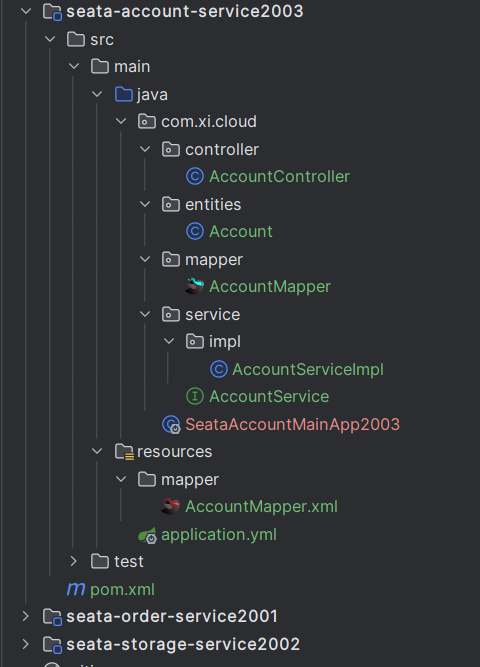 seata-account-service2003
src
main
java
com.xi.cloud
controller
AccountController
entities
Account
mapper
AccountMapper
service
impl
AccountServiceImpl
AccountService
SeataAccountMainApp2003
resources
mapper
AccountMapper.xml
application.yml
test
pom.xml
seata-order-service2001
seata-storage-service2002